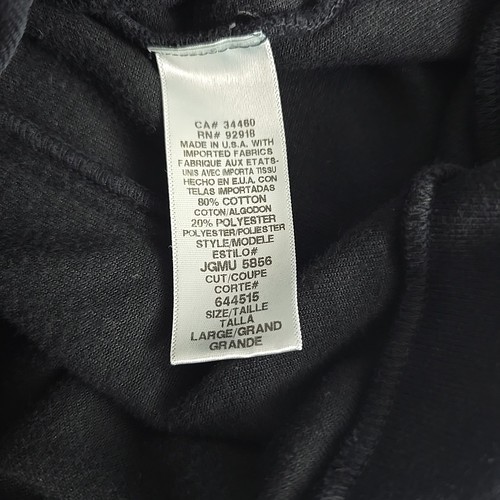 CA# 34460
RN# 92918
MADE IN U.S.A. WITH
IMPORTED FABRICS
FABRIQUE AUX ETATS-
UNIS AVEC IMPORTA TISSU
HECHO EN E.U.A. CON
TELAS IMPORTADAS
80% COTTON
COTON/ALGODON
20% POLYESTER
POLYESTER/POLIESTER
STYLE/MODELE
ESTILO#
JGMU 5856
CUT/COUPE
CORTE#
644515
SIZE/TAILLE
TALLA
LARGE/GRAND
GRANDE